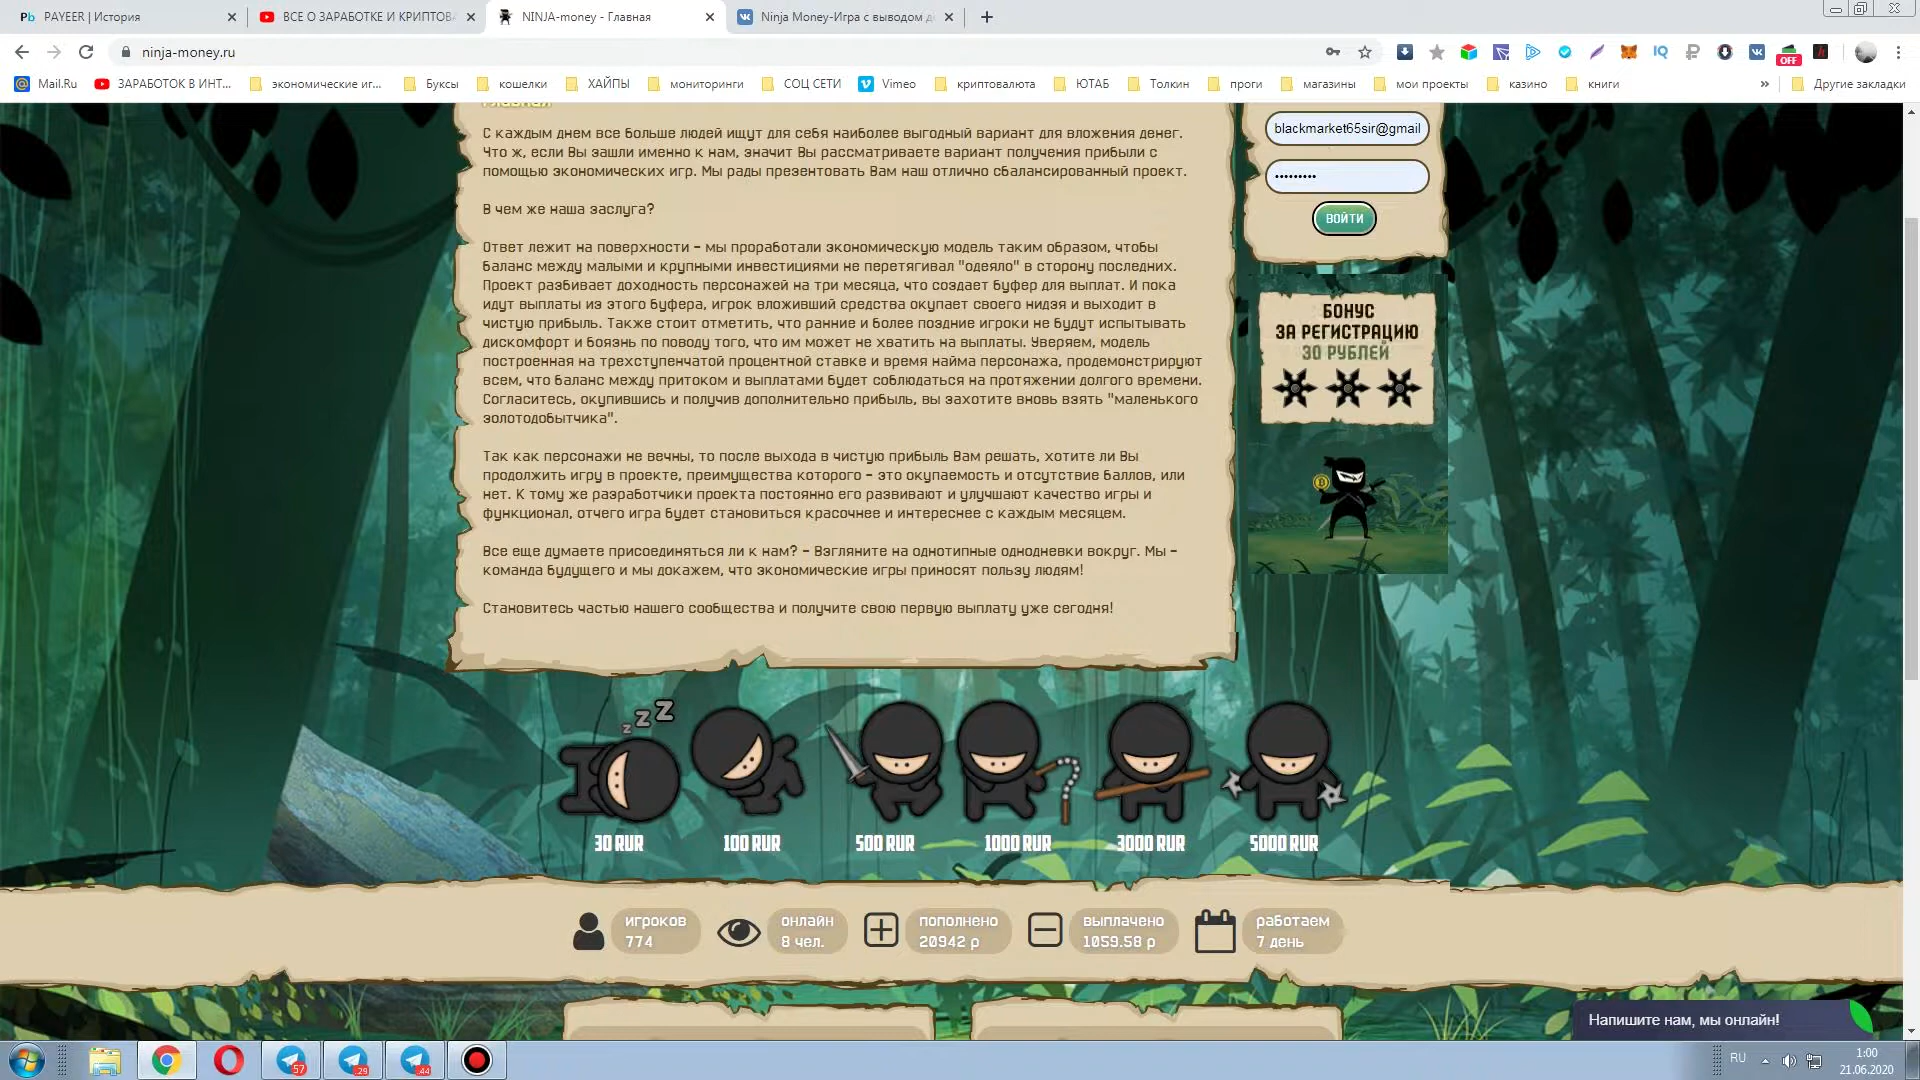 PAYEER | История
ВСЕ О ЗАРАБОТКЕ И КРИПТОВА
NINJA-money - Главная
Ninja Money-Игра с выводом д
ninja-money.ru
OFF
Mail.Ru
ЗАРАБОТОК В ИНТ...
экономические иг...
Буксы
кошелки
ХАЙПЫ
мониторинги
СОЦ СЕТИ
Vimeo
криптовалюта
ЮТАБ
Толкин
проги
магазины
мои проекты
казино
книги
»
Другие закладки
Главная
С каждым днем все больше людей ищут для себя наиболее выгодный вариант для вложения денег.
Что ж, если Вы зашли именно к нам, значит Вы рассматриваете вариант получения прибыли с
помощью экономических игр. Мы рады презентовать Вам наш отлично сбалансированный проект.
В чем же наша заслуга?
Ответ лежит на поверхности - мы проработали экономическую модель таким образом, чтобы
баланс между малыми и крупными инвестициями не перетягивал "одеяло" в сторону последних.
Проект разбивает доходность персонажей на три месяца, что создает буфер для выплат. И пока
идут выплаты из этого буфера, игрок вложивший средства окупает своего нидзя и выходит в
чистую прибыль. Также стоит отметить, что ранние и более поздние игроки не будут испытывать
дискомфорт и боязнь по поводу того, что им может не хватить на выплаты. Уверяем, модель
построенная на трехступенчатой процентной ставке и время найма персонажа, продемонстрируют
всем, что баланс между притоком и выплатами будет соблюдаться на протяжении долгого времени.
Согласитесь, окупившись и получив дополнительно прибыль, вы захотите вновь взять "маленького
золотодобытчика".
Так как персонажи не вечны, то после выхода в чистую прибыль Вам решать, хотите ли Вы
продолжить игру в проекте, преимущества которого - это окупаемость и отсутствие баллов, или
нет. К тому же разработчики проекта постоянно его развивают и улучшают качество игры и
функционал, отчего игра будет становиться красочнее и интереснее с каждым месяцем.
Все еще думаете присоединяться ли к нам? - Взгляните на однотипные однодневки вокруг. Мы -
команда будущего и мы докажем, что экономические игры приносят пользу людям!
Становитесь частью нашего сообщества и получите свою первую выплату уже сегодня!
blackmarket65sir@gmail
•••••••••
ВОЙТИ
БОНУС
ЗА РЕГИСТРАЦИЮ
30 РУБЛЕЙ
30 RUR
100 RUR
500 RUR
1000 RUR
3000 RUR
5000 RUR
игроков
774
онлайн
8 чел.
пополнено
20942 р
выплачено
1059.58 р
работаем
7 день
Напишите нам, мы онлайн!
57
29
44
RU
1:00
21.06.2020